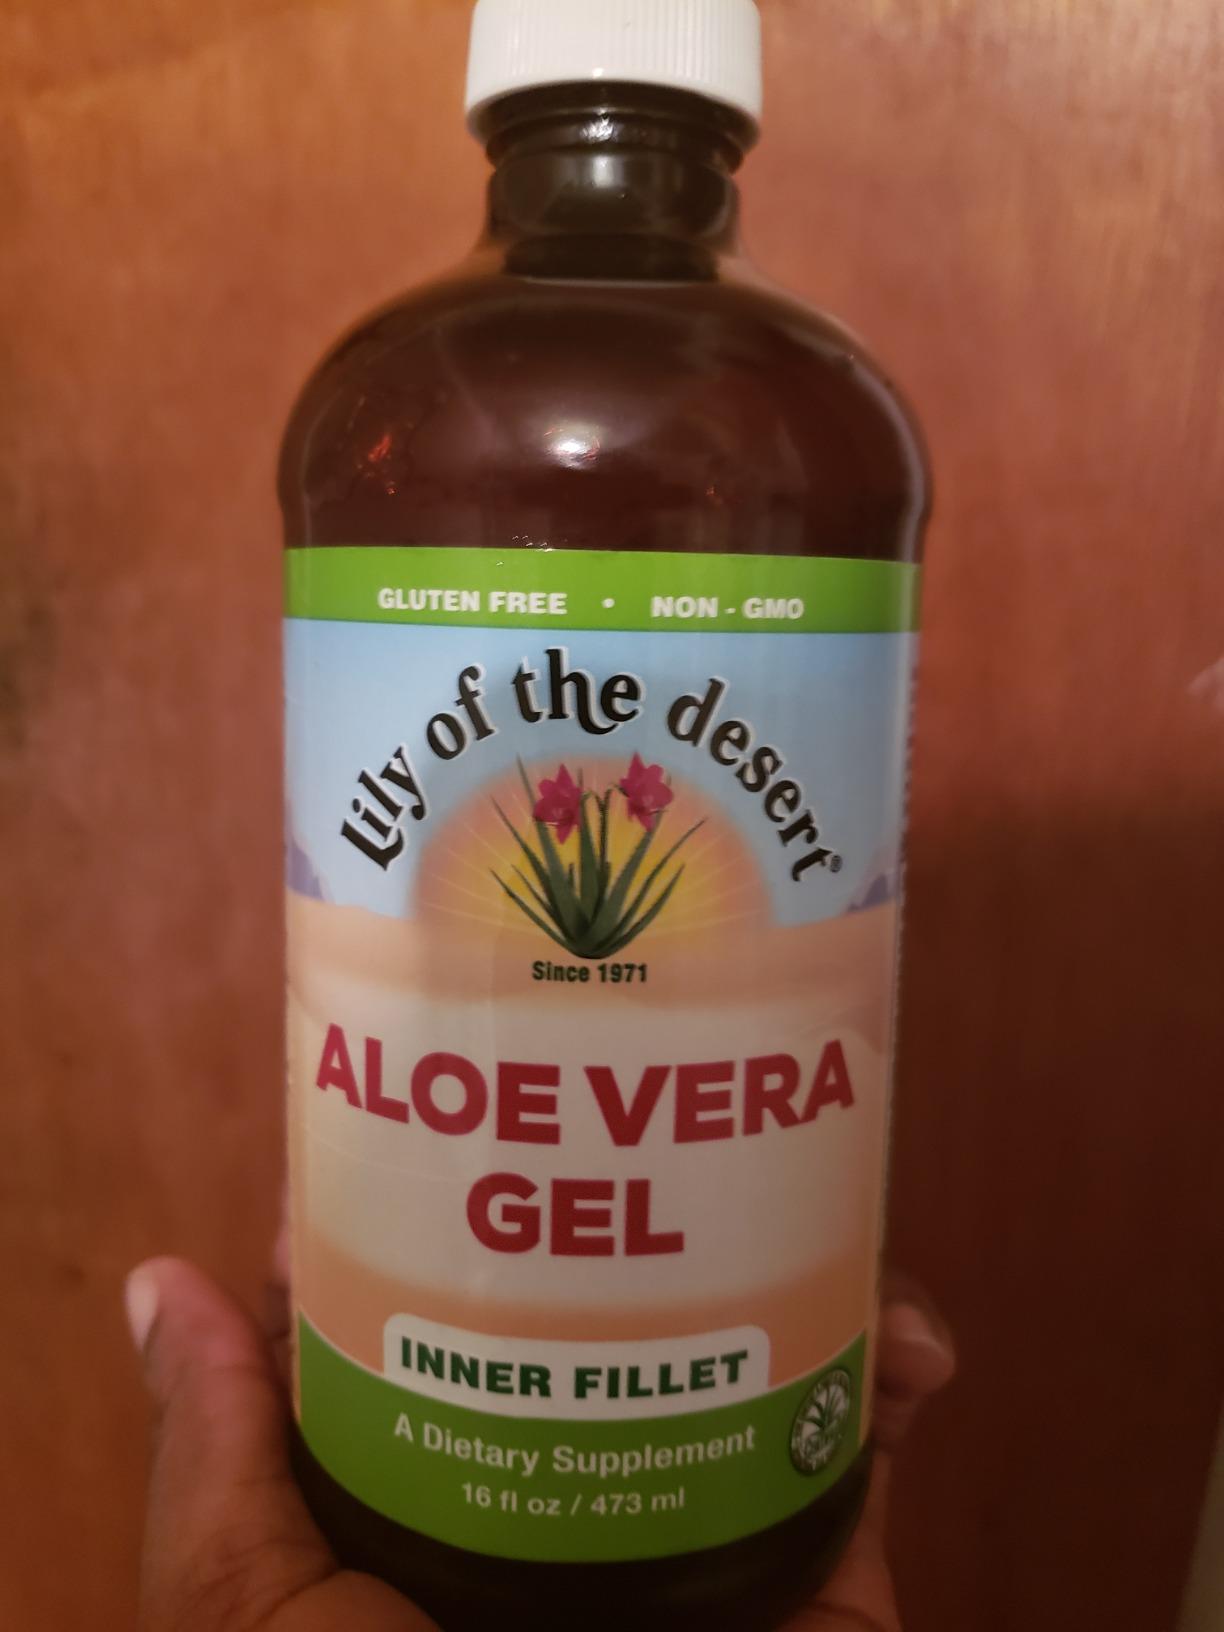 GLUTEN FREE • NON - GMO
Lily of the desert®
Since 1971
ALOE VERA
GEL
INNER FILLET
A Dietary Supplement
16 fl oz / 473 ml